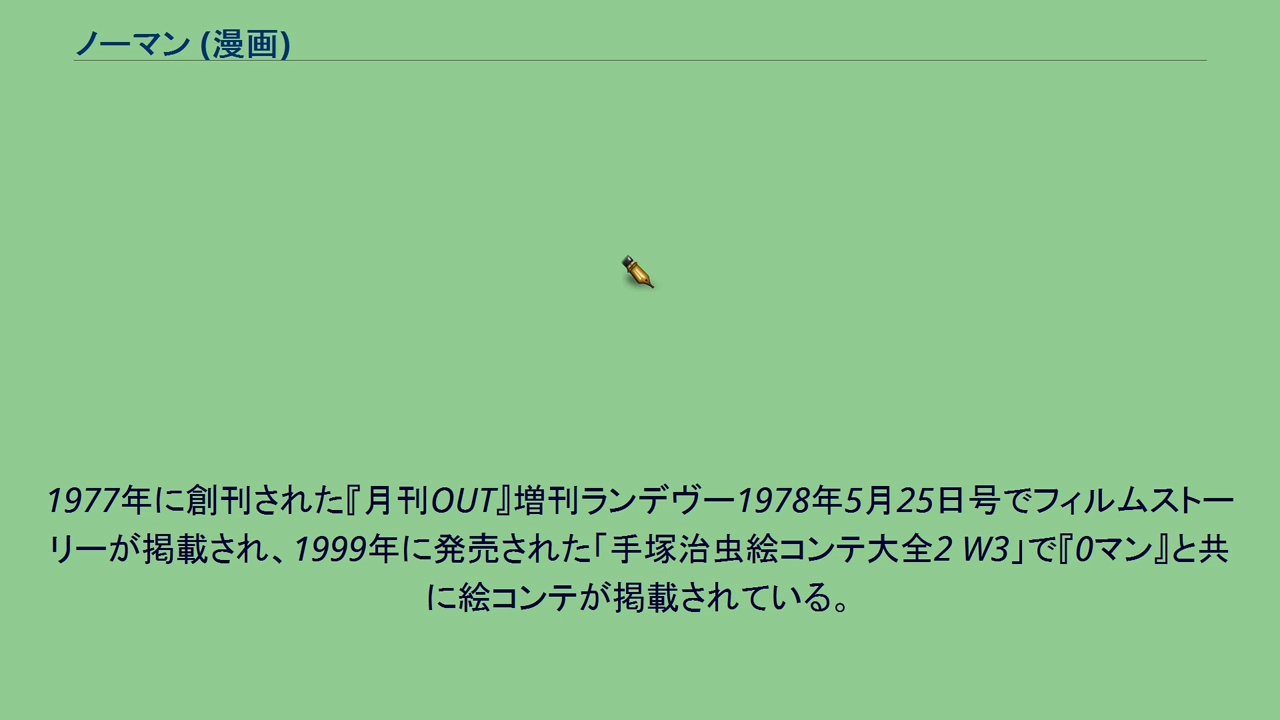 ノーマン (漫画)
1977年に創刊された『月刊OUT』増刊ランデヴー1978年5月25日号でフィルムストー
リーが掲載され、1999年に発売された「手塚治虫絵コンテ大全2 W3」で『0マン』と共
に絵コンテが掲載されている。